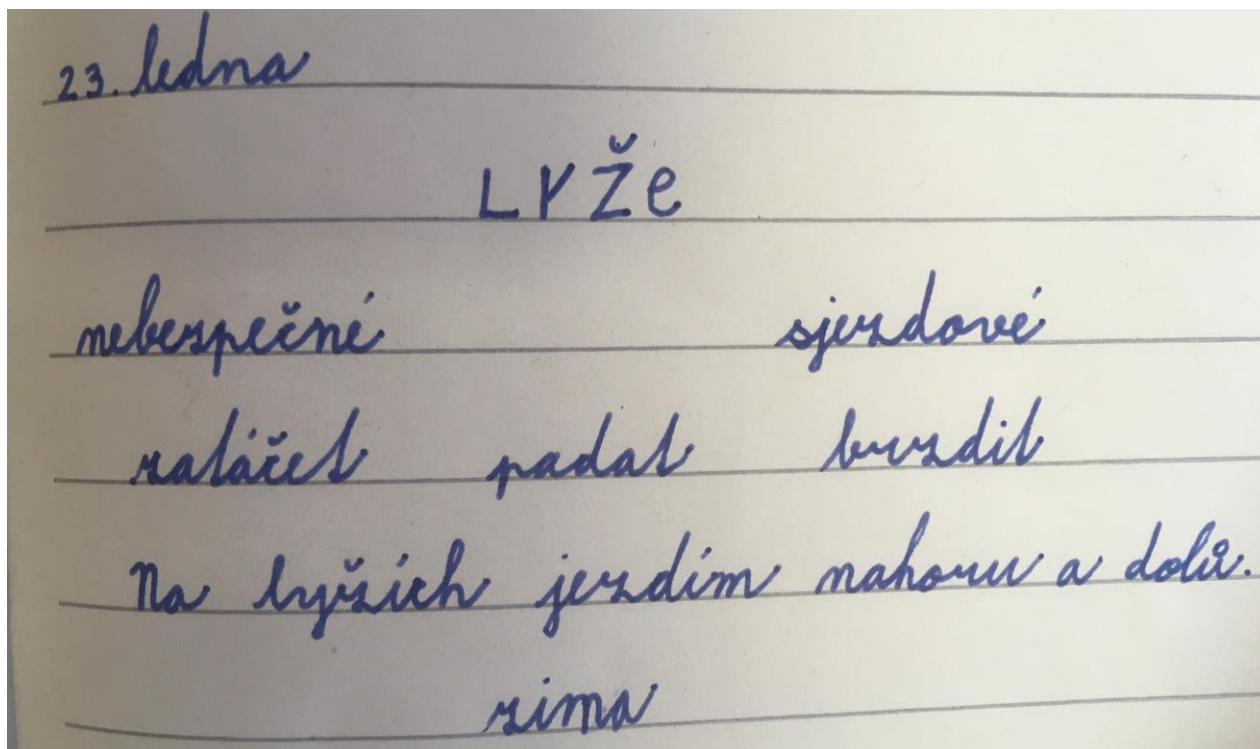 23. ledna
LYŽe
nebezpečné sjezdové
zatáčet padat brzdit
Na lyžích jezdím nahoru a dolů.
zima